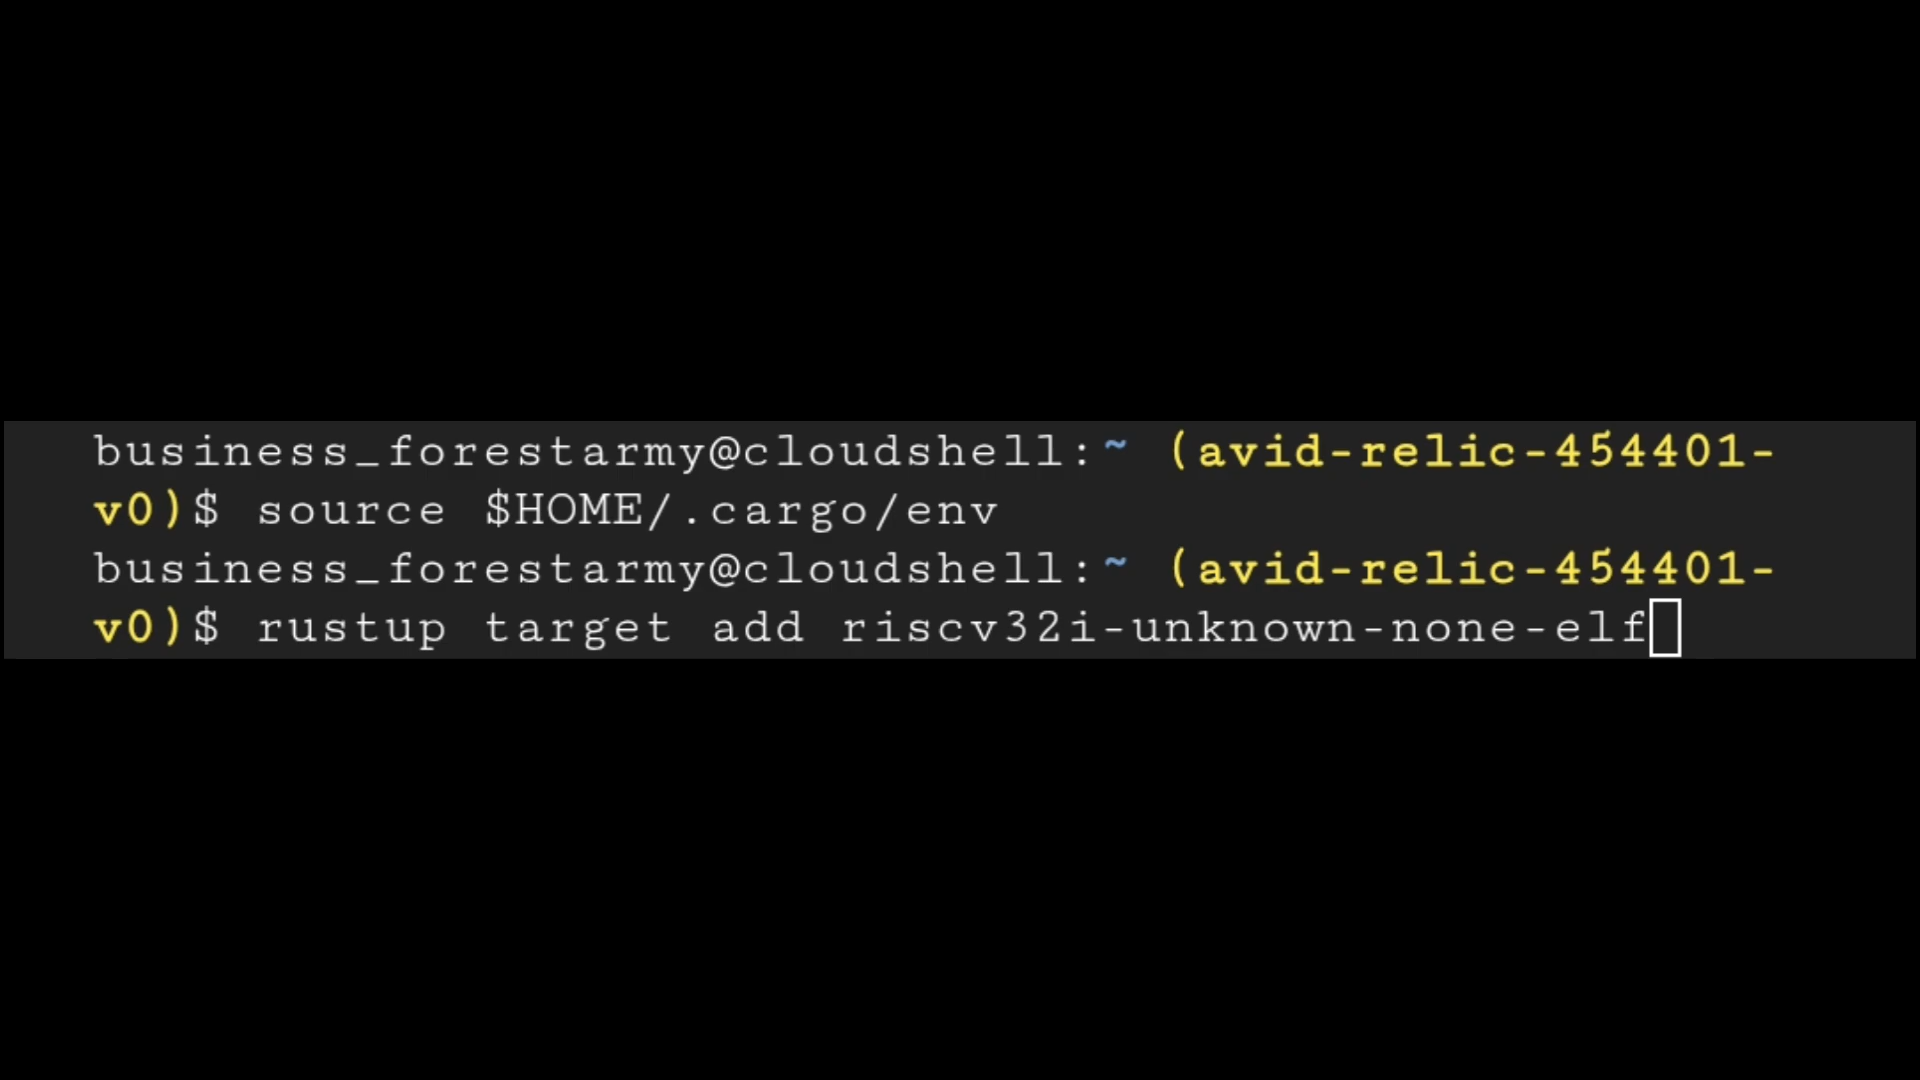 business_forestarmy@cloudshell:~ (avid-relic-454401-
v0)$ source $HOME/.cargo/env
business_forestarmy@cloudshell:~ (avid-relic-454401-
v0)$ rustup target add riscv32i-unknown-none-elf